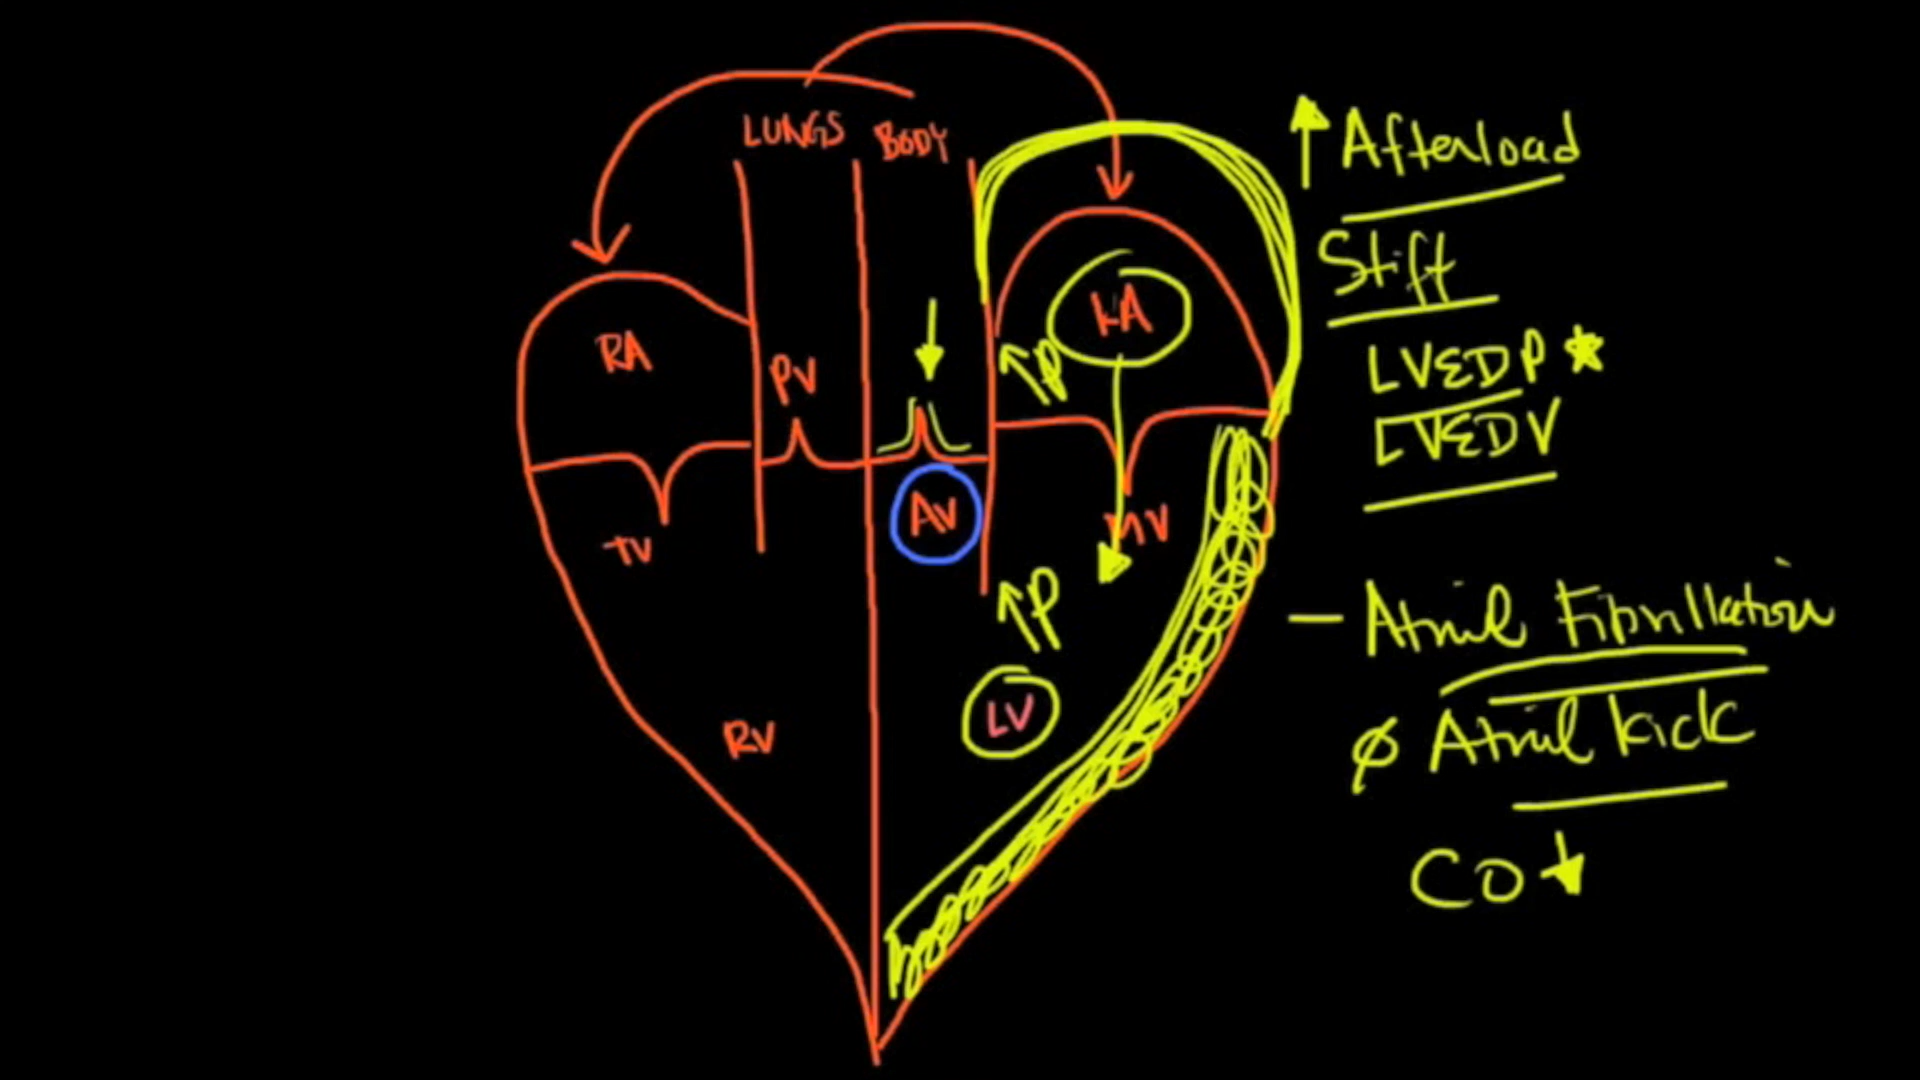 LUNGS BODY
↑ Afterload
Stiff
LVEDP ★
LVEDV
RA
PV
LA
↑P
TV
AV
MV
↑P
LV
RV
- Atrial Fibrillation
ø Atrial Kick
CO ↓